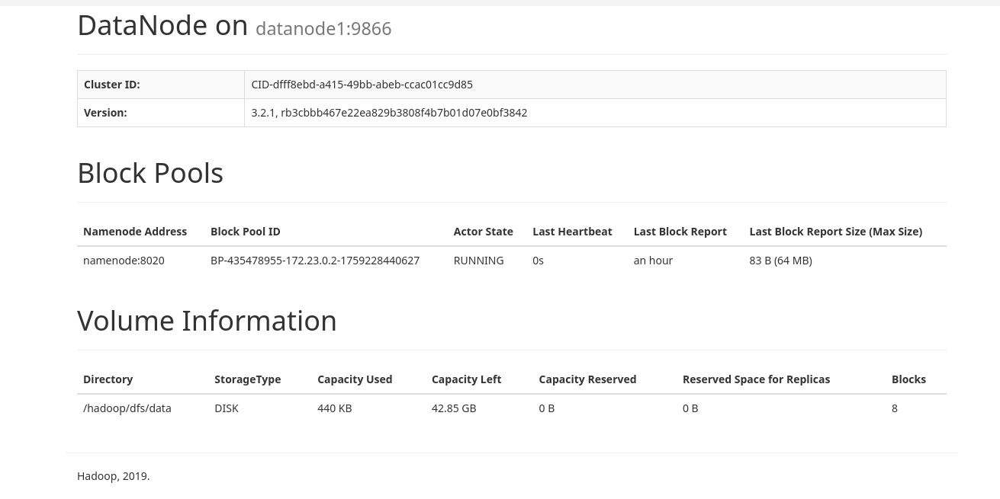 DataNode on datanode1:9866
Cluster ID: CID-dfff8ebd-a415-49bb-abeb-ccac01cc9d85
Version: 3.2.1, rb3cbbb467e22ea829b3808f4b7b01d07e0bf3842
Block Pools
Namenode Address Block Pool ID Actor State Last Heartbeat Last Block Report Last Block Report Size (Max Size)
namenode:8020 BP-435478955-172.23.0.2-1759228440627 RUNNING 0s an hour 83 B (64 MB)
Volume Information
Directory StorageType Capacity Used Capacity Left Capacity Reserved Reserved Space for Replicas Blocks
/hadoop/dfs/data DISK 440 KB 42.85 GB 0 B 0 B 8
Hadoop, 2019.